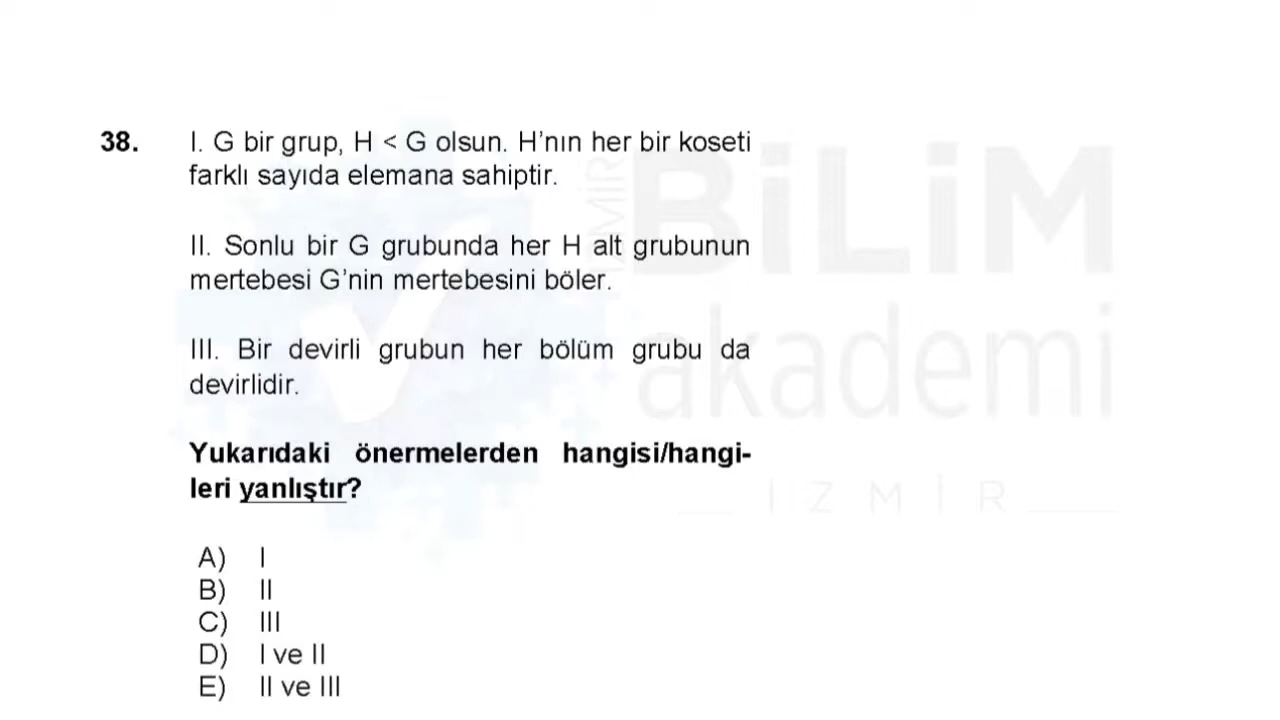 38. I. G bir grup, H < G olsun. H’nın her bir koseti
farklı sayıda elemana sahiptir.
II. Sonlu bir G grubunda her H alt grubunun
mertebesi G’nin mertebesini böler.
III. Bir devirli grubun her bölüm grubu da
devirlidir.
Yukarıdaki önermelerden hangisi/hangi-
leri yanlıştır?
A) I
B) II
C) III
D) I ve II
E) II ve III
İZMİR
BiLiM
akademi
İZMİR